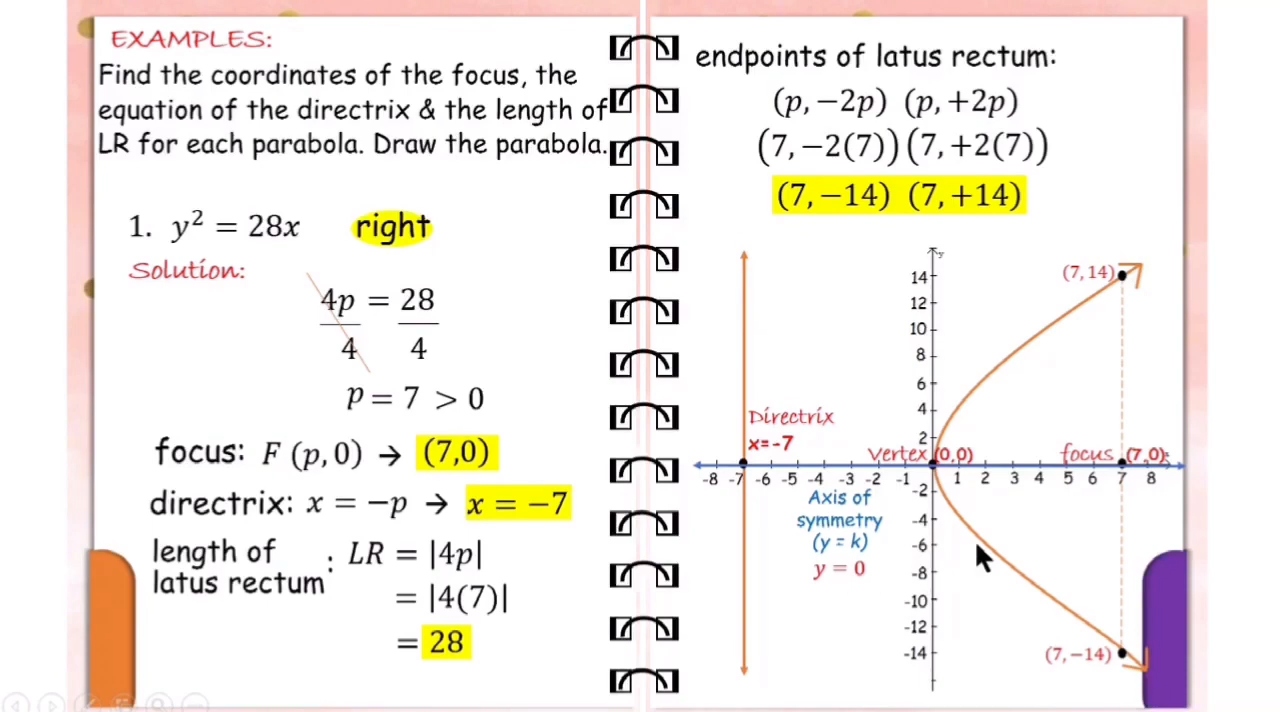 EXAMPLES:
Find the coordinates of the focus, the
equation of the directrix & the length of
LR for each parabola. Draw the parabola.
1. y² = 28x right
Solution:
4p/4 = 28/4
p = 7 > 0
focus: F (p, 0) → (7,0)
directrix: x = −p → x = −7
length of latus rectum : LR = |4p|
= |4(7)|
= 28
endpoints of latus rectum:
(p, −2p) (p, +2p)
(7, −2(7)) (7, +2(7))
(7, −14) (7, +14)
y
(7, 14)
14
12
10
8
6
4
2
Directrix
x= -7
Vertex (0,0)
focus (7,0)
-8 -7 -6 -5 -4 -3 -2 -1 1 2 3 4 5 6 7 8
Axis of
symmetry
(y = k)
y = 0
-2
-4
-6
-8
-10
-12
-14
(7, −14)